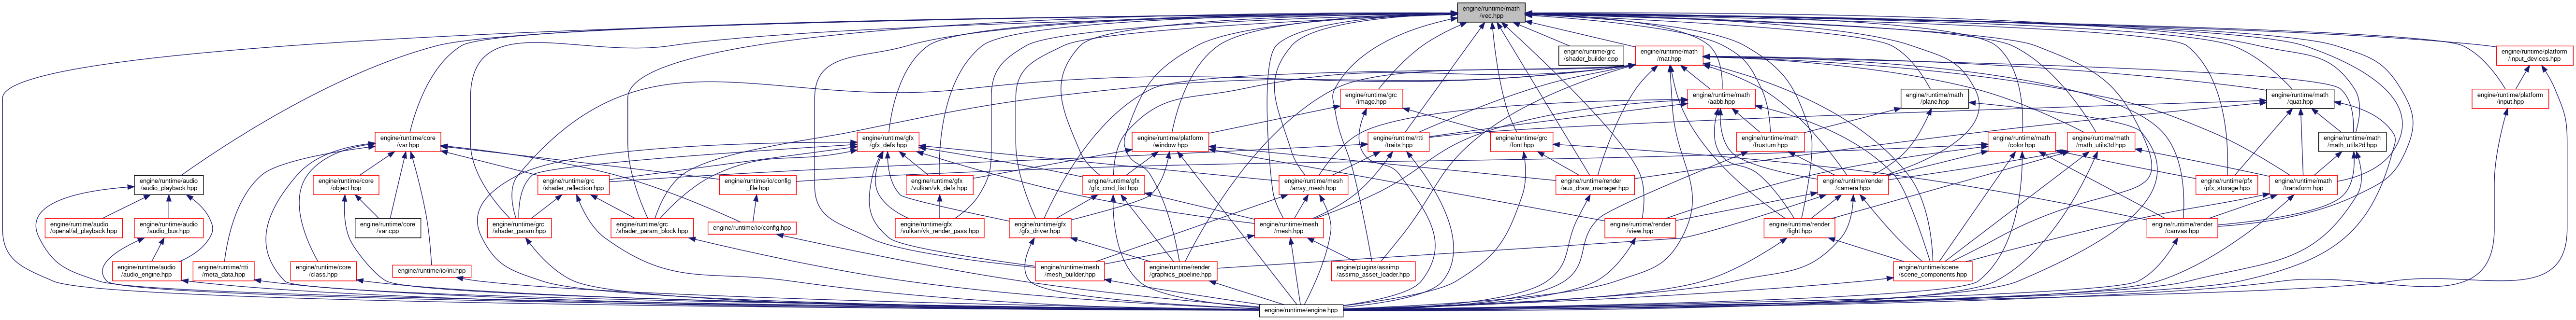 engine/runtime/math
/vec.hpp
engine/runtime/grc
/shader_builder.cpp
engine/runtime/math
/mat.hpp
engine/runtime/platform
/input_devices.hpp
engine/runtime/grc
/image.hpp
engine/runtime/math
/aabb.hpp
engine/runtime/math
/plane.hpp
engine/runtime/math
/quat.hpp
engine/runtime/platform
/input.hpp
engine/runtime/core
/var.hpp
engine/runtime/gfx
/gfx_defs.hpp
engine/runtime/platform
/window.hpp
engine/runtime/rtti
/traits.hpp
engine/runtime/grc
/font.hpp
engine/runtime/math
/frustum.hpp
engine/runtime/math
/color.hpp
engine/runtime/math
/math_utils3d.hpp
engine/runtime/math
/math_utils2d.hpp
engine/runtime/audio
/audio_playback.hpp
engine/runtime/core
/object.hpp
engine/runtime/grc
/shader_reflection.hpp
engine/runtime/io/config
_file.hpp
engine/runtime/gfx
/vulkan/vk_defs.hpp
engine/runtime/gfx
/gfx_cmd_list.hpp
engine/runtime/mesh
/array_mesh.hpp
engine/runtime/render
/aux_draw_manager.hpp
engine/runtime/render
/camera.hpp
engine/runtime/pfx
/pfx_storage.hpp
engine/runtime/math
/transform.hpp
engine/runtime/audio
/openal/al_playback.hpp
engine/runtime/audio
/audio_bus.hpp
engine/runtime/core
/var.cpp
engine/runtime/grc
/shader_param.hpp
engine/runtime/grc
/shader_param_block.hpp
engine/runtime/io/config.hpp
engine/runtime/gfx
/vulkan/vk_render_pass.hpp
engine/runtime/gfx
/gfx_driver.hpp
engine/runtime/mesh
/mesh.hpp
engine/runtime/render
/view.hpp
engine/runtime/render
/light.hpp
engine/runtime/render
/canvas.hpp
engine/runtime/audio
/audio_engine.hpp
engine/runtime/rtti
/meta_data.hpp
engine/runtime/core
/class.hpp
engine/runtime/io/ini.hpp
engine/runtime/mesh
/mesh_builder.hpp
engine/runtime/render
/graphics_pipeline.hpp
engine/plugins/assimp
/assimp_asset_loader.hpp
engine/runtime/scene
/scene_components.hpp
engine/runtime/engine.hpp